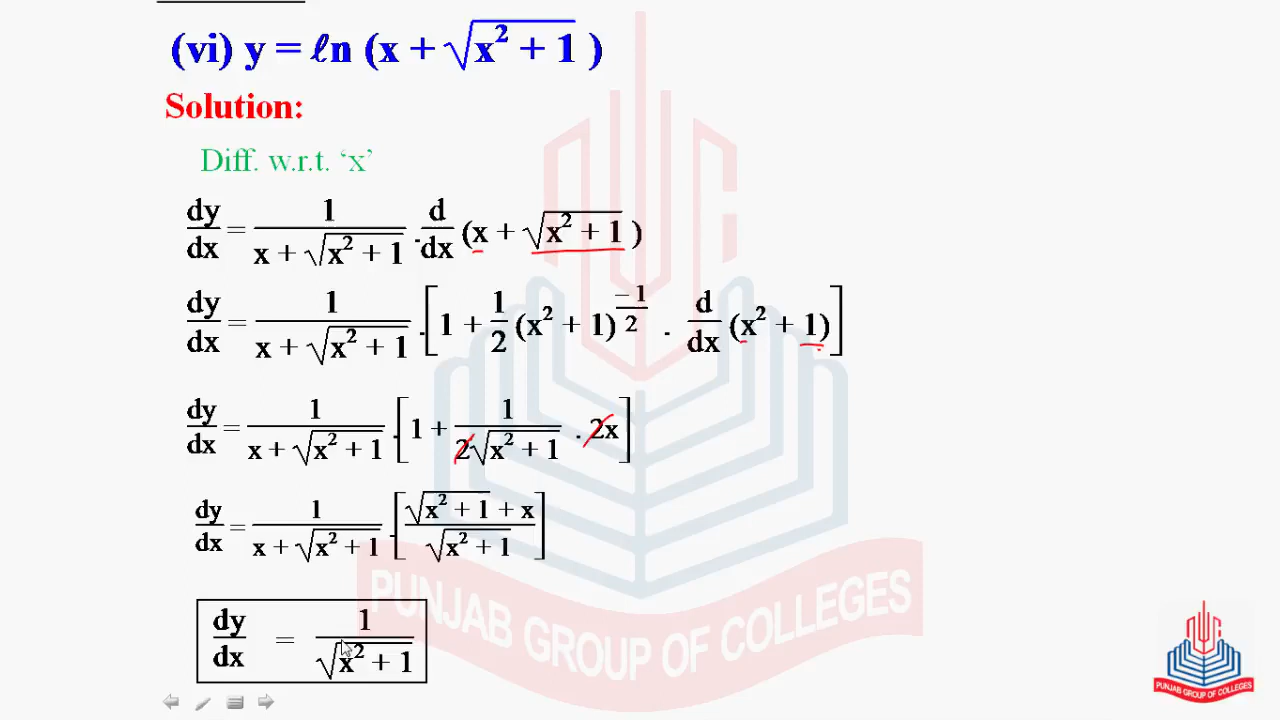 (vi) y = ℓn (x + √(x² + 1) )
Solution:
Diff. w.r.t. ‘x’
dy/dx = 1/(x + √(x² + 1)) . d/dx (x + √(x² + 1) )
dy/dx = 1/(x + √(x² + 1)) . [1 + 1/2 (x² + 1)^(−1/2) . d/dx (x² + 1)]
dy/dx = 1/(x + √(x² + 1)) . [1 + 1/(2√(x² + 1)) . 2x]
dy/dx = 1/(x + √(x² + 1)) . [(√(x² + 1) + x)/√(x² + 1)]
dy/dx = 1/√(x² + 1)
PUNJAB GROUP OF COLLEGES
PUNJAB GROUP OF COLLEGES